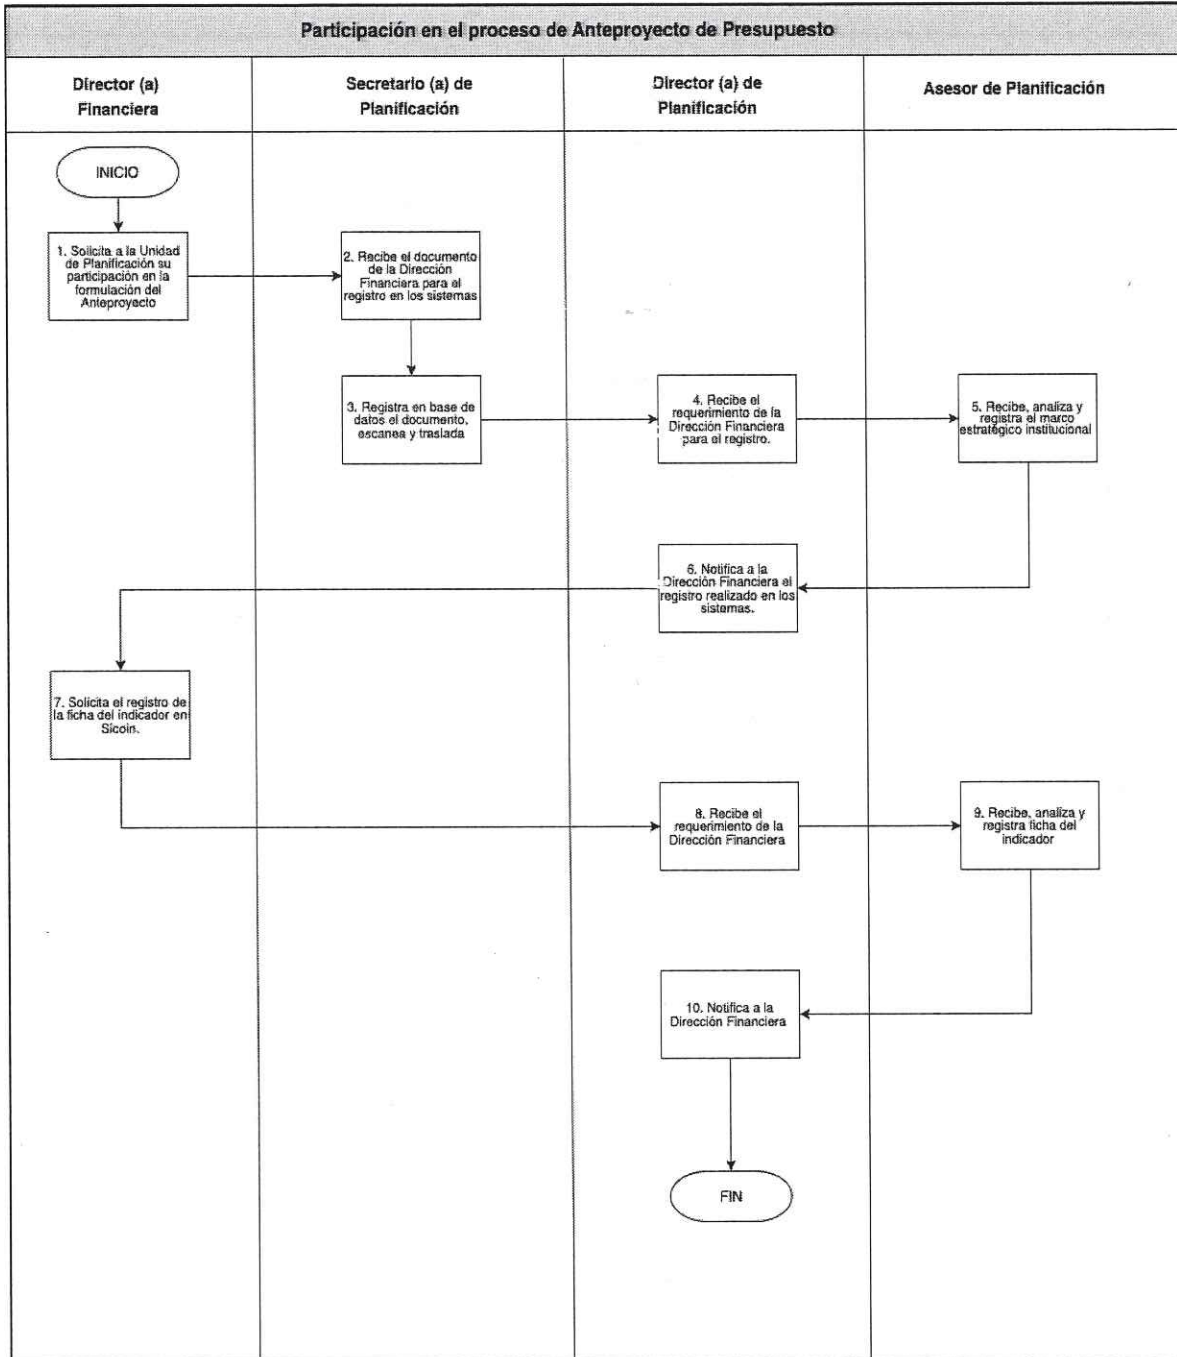 Participación en el proceso de Anteproyecto de Presupuesto
Director (a)
Financiera
Secretario (a) de
Planificación
Director (a) de
Planificación
Asesor de Planificación
INICIO
1. Solicita a la Unidad
de Planificación su
participación en la
formulación del
Anteproyecto
2. Recibe el documento
de la Dirección
Financiera para el
registro en los sistemas
3. Registra en base de
datos el documento,
escanea y traslada
4. Recibe el
requerimiento de la
Dirección Financiera
para el registro.
5. Recibe, analiza y
registra el marco
estratégico institucional
6. Notifica a la
Dirección Financiera el
registro realizado en los
sistemas.
7. Solicita el registro de
la ficha del indicador en
Sicoin.
8. Recibe el
requerimiento de la
Dirección Financiera
9. Recibe, analiza y
registra ficha del
indicador
10. Notifica a la
Dirección Financiera
FIN